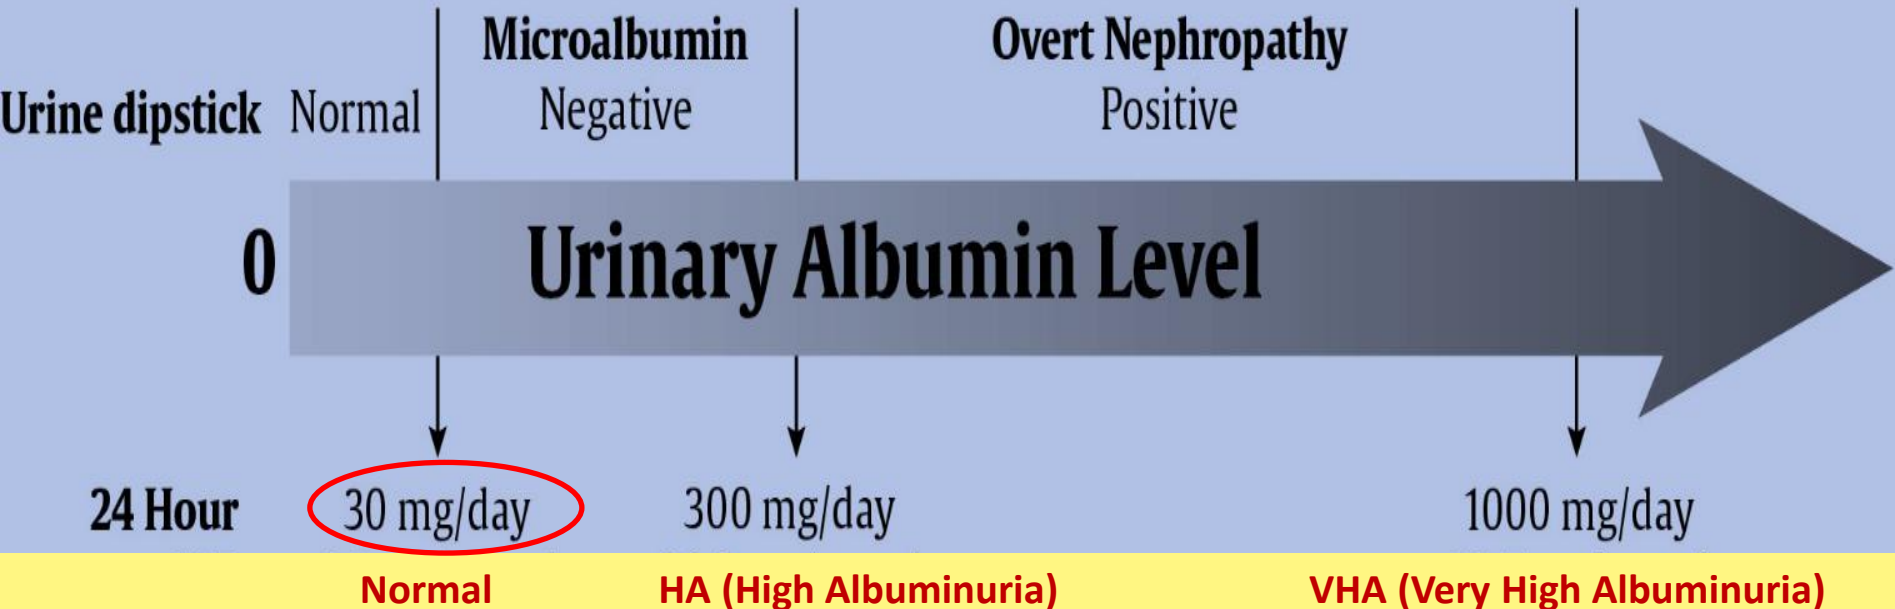 Microalbumin Overt Nephropathy
Urine dipstick Normal Negative Positive
0 Urinary Albumin Level
24 Hour 30 mg/day 300 mg/day 1000 mg/day
Normal HA (High Albuminuria) VHA (Very High Albuminuria)